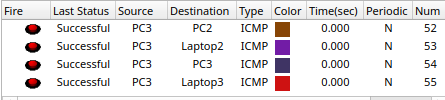 Fire Last Status Source Destination Type Color Time(sec) Periodic Num
Successful PC3 PC2 ICMP 0.000 N 52
Successful PC3 Laptop2 ICMP 0.000 N 53
Successful PC3 PC3 ICMP 0.000 N 54
Successful PC3 Laptop3 ICMP 0.000 N 55